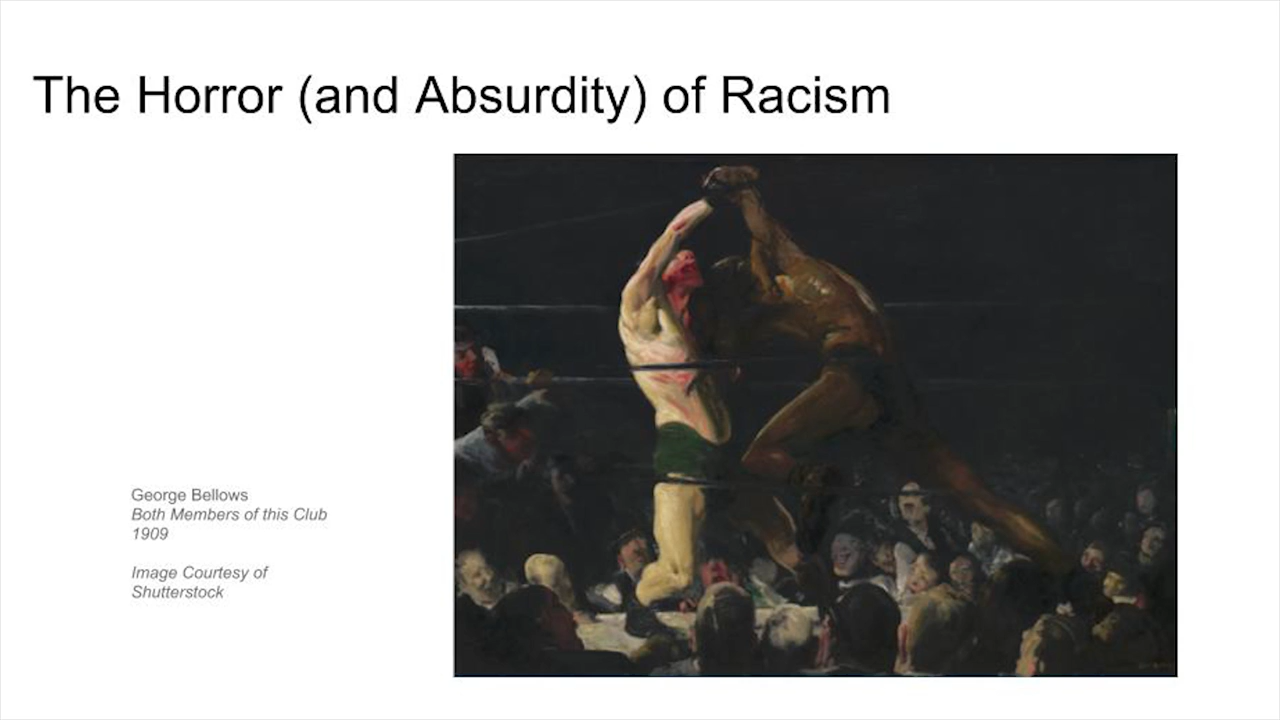 The Horror (and Absurdity) of Racism
George Bellows
Both Members of this Club
1909
Image Courtesy of
Shutterstock